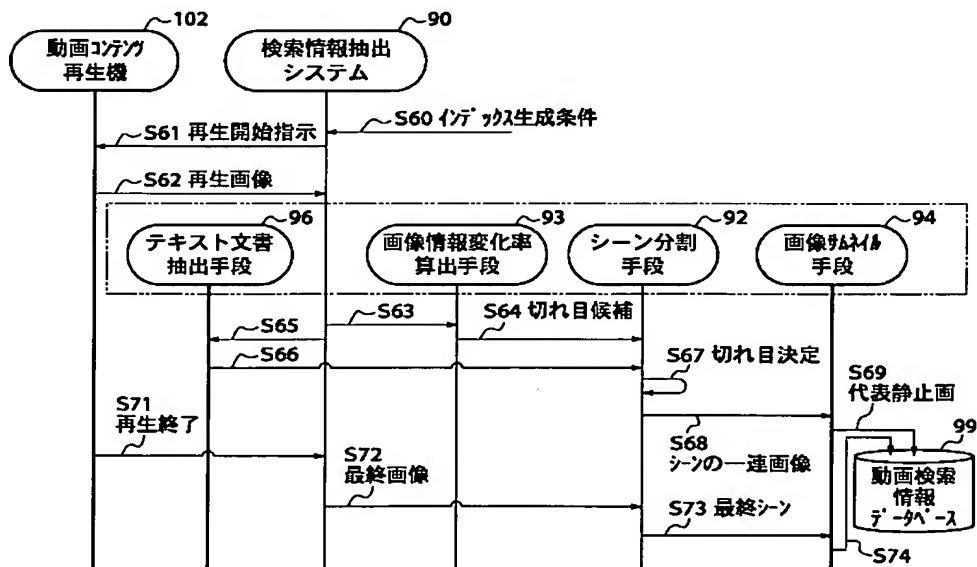 102
動画コンテンツ
再生機
90
検索情報抽出
システム
S60 インデックス生成条件
S61 再生開始指示
S62 再生画像
96
テキスト文書
抽出手段
93
画像情報変化率
算出手段
92
シーン分割
手段
94
画像サムネイル
手段
S63
S64 切れ目候補
S65
S66
S67 切れ目決定
S69
代表静止画
S71
再生終了
S68
シーンの一連画像
99
動画検索
情報
データベース
S72
最終画像
S73 最終シーン
S74